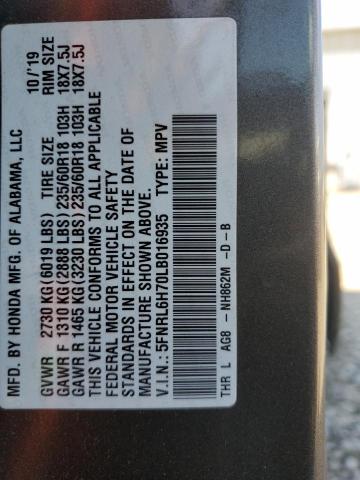 MFD. BY HONDA MFG. OF ALABAMA, LLC 10/'19
GVWR 2730 KG(6019 LBS) TIRE SIZE RIM SIZE
GAWR F 1310 KG(2888 LBS)235/60R18 103H 18X7.5J
GAWR R 1465 KG(3230 LBS)235/60R18 103H 18X7.5J
THIS VEHICLE CONFORMS TO ALL APPLICABLE
FEDERAL MOTOR VEHICLE SAFETY
STANDARDS IN EFFECT ON THE DATE OF
MANUFACTURE SHOWN ABOVE.
V.I.N.: 5FNRL6H70LB016935 TYPE: MPV
THR L AG8 -NH862M -D-B